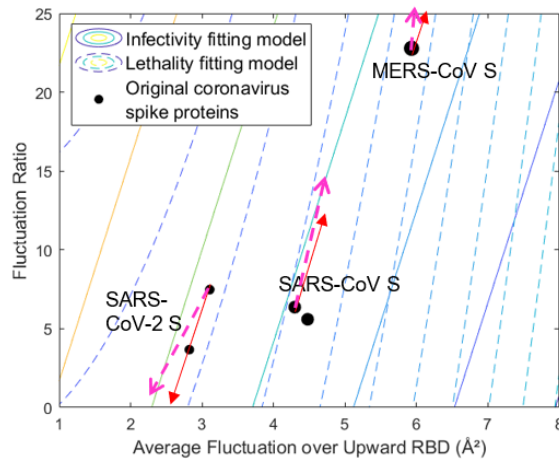 25
20
15
10
5
0
Fluctuation Ratio
Infectivity fitting model
Lethality fitting model
Original coronavirus
spike proteins
MERS-CoV S
SARS-CoV S
SARS-
CoV-2 S
1 2 3 4 5 6 7 8
Average Fluctuation over Upward RBD (Å²)